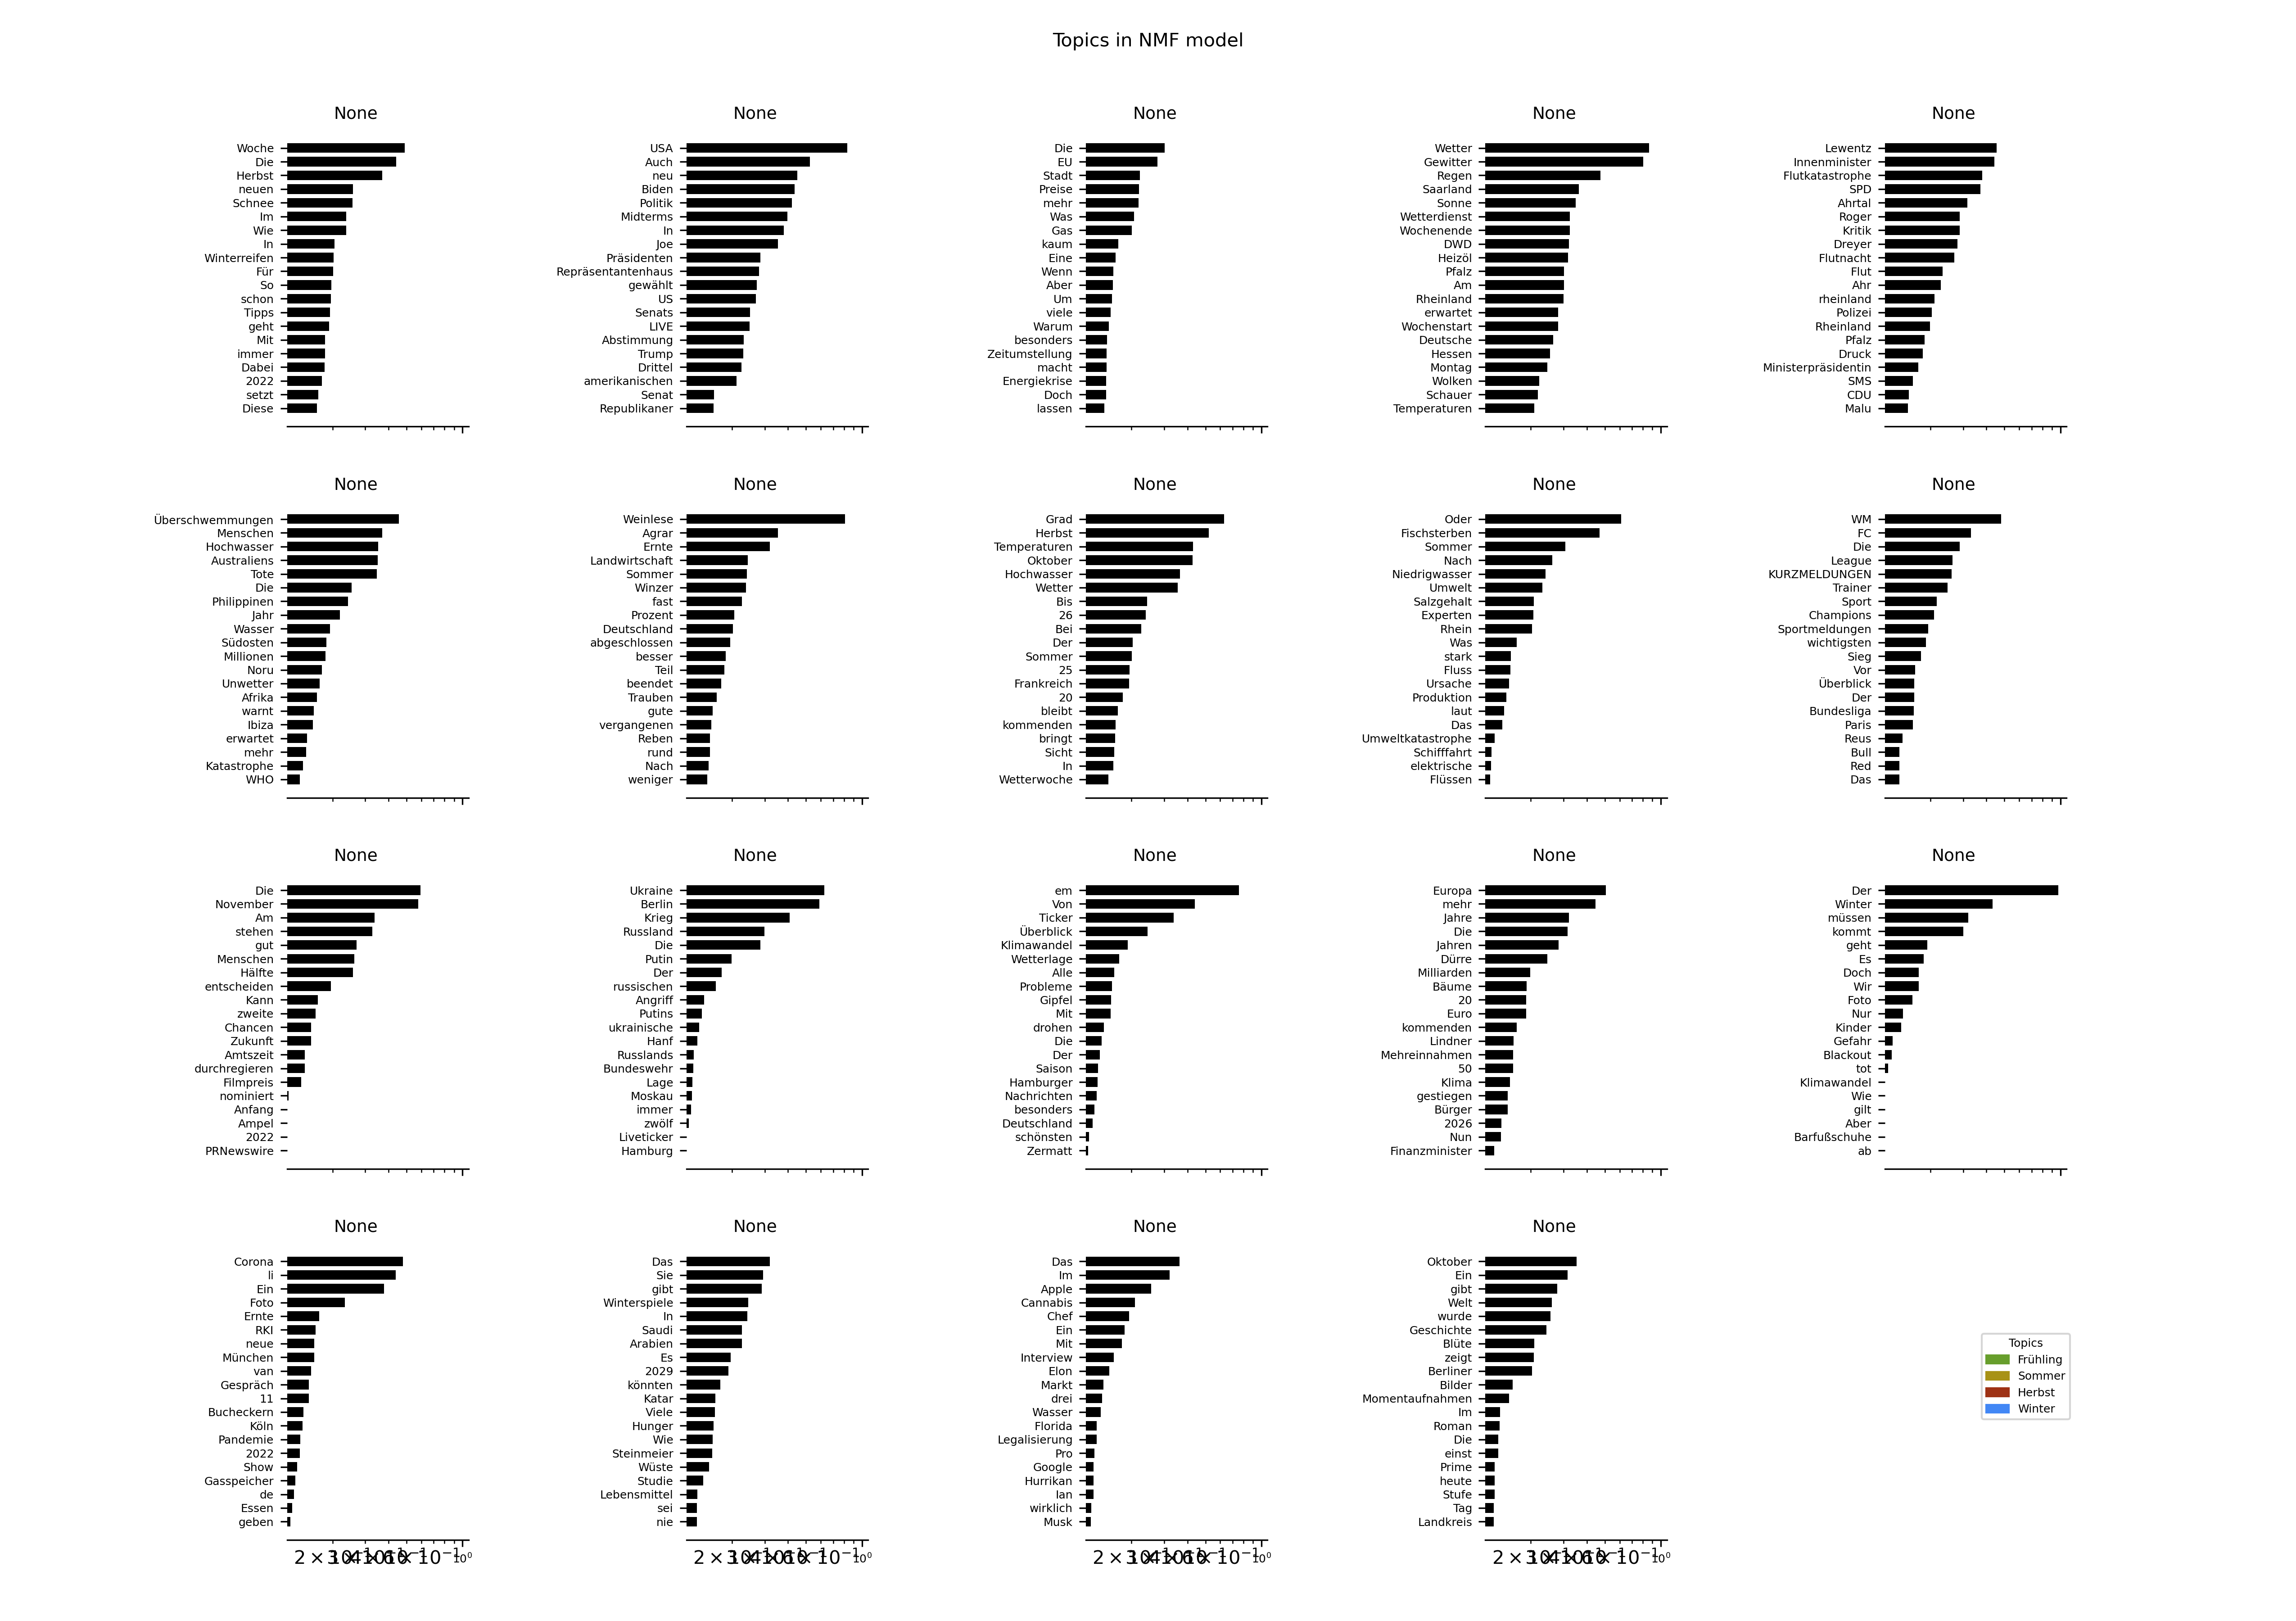 Topics in NMF model
None
Woche
Die
Herbst
neuen
Schnee
Im
Wie
In
Winterreifen
Für
So
schon
Tipps
geht
Mit
immer
Dabei
2022
setzt
Diese
None
USA
Auch
neu
Biden
Politik
Midterms
In
Joe
Präsidenten
Repräsentantenhaus
gewählt
US
Senats
LIVE
Abstimmung
Trump
Drittel
amerikanischen
Senat
Republikaner
None
Die
EU
Stadt
Preise
mehr
Was
Gas
kaum
Eine
Wenn
Aber
Um
viele
Warum
besonders
Zeitumstellung
macht
Energiekrise
Doch
lassen
None
Wetter
Gewitter
Regen
Saarland
Sonne
Wetterdienst
Wochenende
DWD
Heizöl
Pfalz
Am
Rheinland
erwartet
Wochenstart
Deutsche
Hessen
Montag
Wolken
Schauer
Temperaturen
None
Lewentz
Innenminister
Flutkatastrophe
SPD
Ahrtal
Roger
Kritik
Dreyer
Flutnacht
Flut
Ahr
rheinland
Polizei
Rheinland
Pfalz
Druck
Ministerpräsidentin
SMS
CDU
Malu
None
Überschwemmungen
Menschen
Hochwasser
Australiens
Tote
Die
Philippinen
Jahr
Wasser
Südosten
Millionen
Noru
Unwetter
Afrika
warnt
Ibiza
erwartet
mehr
Katastrophe
WHO
None
Weinlese
Agrar
Ernte
Landwirtschaft
Sommer
Winzer
fast
Prozent
Deutschland
abgeschlossen
besser
Teil
beendet
Trauben
gute
vergangenen
Reben
rund
Nach
weniger
None
Grad
Herbst
Temperaturen
Oktober
Hochwasser
Wetter
Bis
26
Bei
Der
Sommer
25
Frankreich
20
bleibt
kommenden
bringt
Sicht
In
Wetterwoche
None
Oder
Fischsterben
Sommer
Nach
Niedrigwasser
Umwelt
Salzgehalt
Experten
Rhein
Was
stark
Fluss
Ursache
Produktion
laut
Das
Umweltkatastrophe
Schifffahrt
elektrische
Flüssen
None
WM
FC
Die
League
KURZMELDUNGEN
Trainer
Sport
Champions
Sportmeldungen
wichtigsten
Sieg
Vor
Überblick
Der
Bundesliga
Paris
Reus
Bull
Red
Das
None
Die
November
Am
stehen
gut
Menschen
Hälfte
entscheiden
Kann
zweite
Chancen
Zukunft
Amtszeit
durchregieren
Filmpreis
nominiert
Anfang
Ampel
2022
PRNewswire
None
Ukraine
Berlin
Krieg
Russland
Die
Putin
Der
russischen
Angriff
Putins
ukrainische
Hanf
Russlands
Bundeswehr
Lage
Moskau
immer
zwölf
Liveticker
Hamburg
None
em
Von
Ticker
Überblick
Klimawandel
Wetterlage
Alle
Probleme
Gipfel
Mit
drohen
Die
Der
Saison
Hamburger
Nachrichten
besonders
Deutschland
schönsten
Zermatt
None
Europa
mehr
Jahre
Die
Jahren
Dürre
Milliarden
Bäume
20
Euro
kommenden
Lindner
Mehreinnahmen
50
Klima
gestiegen
Bürger
2026
Nun
Finanzminister
None
Der
Winter
müssen
kommt
geht
Es
Doch
Wir
Foto
Nur
Kinder
Gefahr
Blackout
tot
Klimawandel
Wie
gilt
Aber
Barfußschuhe
ab
None
Corona
li
Ein
Foto
Ernte
RKI
neue
München
van
Gespräch
11
Bucheckern
Köln
Pandemie
2022
Show
Gasspeicher
de
Essen
geben
10⁰
None
Das
Sie
gibt
Winterspiele
In
Saudi
Arabien
Es
2029
könnten
Katar
Viele
Hunger
Wie
Steinmeier
Wüste
Studie
Lebensmittel
sei
nie
10⁰
None
Das
Im
Apple
Cannabis
Chef
Ein
Mit
Interview
Elon
Markt
drei
Wasser
Florida
Legalisierung
Pro
Google
Hurrikan
Ian
wirklich
Musk
10⁰
None
Oktober
Ein
gibt
Welt
wurde
Geschichte
Blüte
zeigt
Berliner
Bilder
Momentaufnahmen
Im
Roman
Die
einst
Prime
heute
Stufe
Tag
Landkreis
10⁰
Topics
Frühling
Sommer
Herbst
Winter